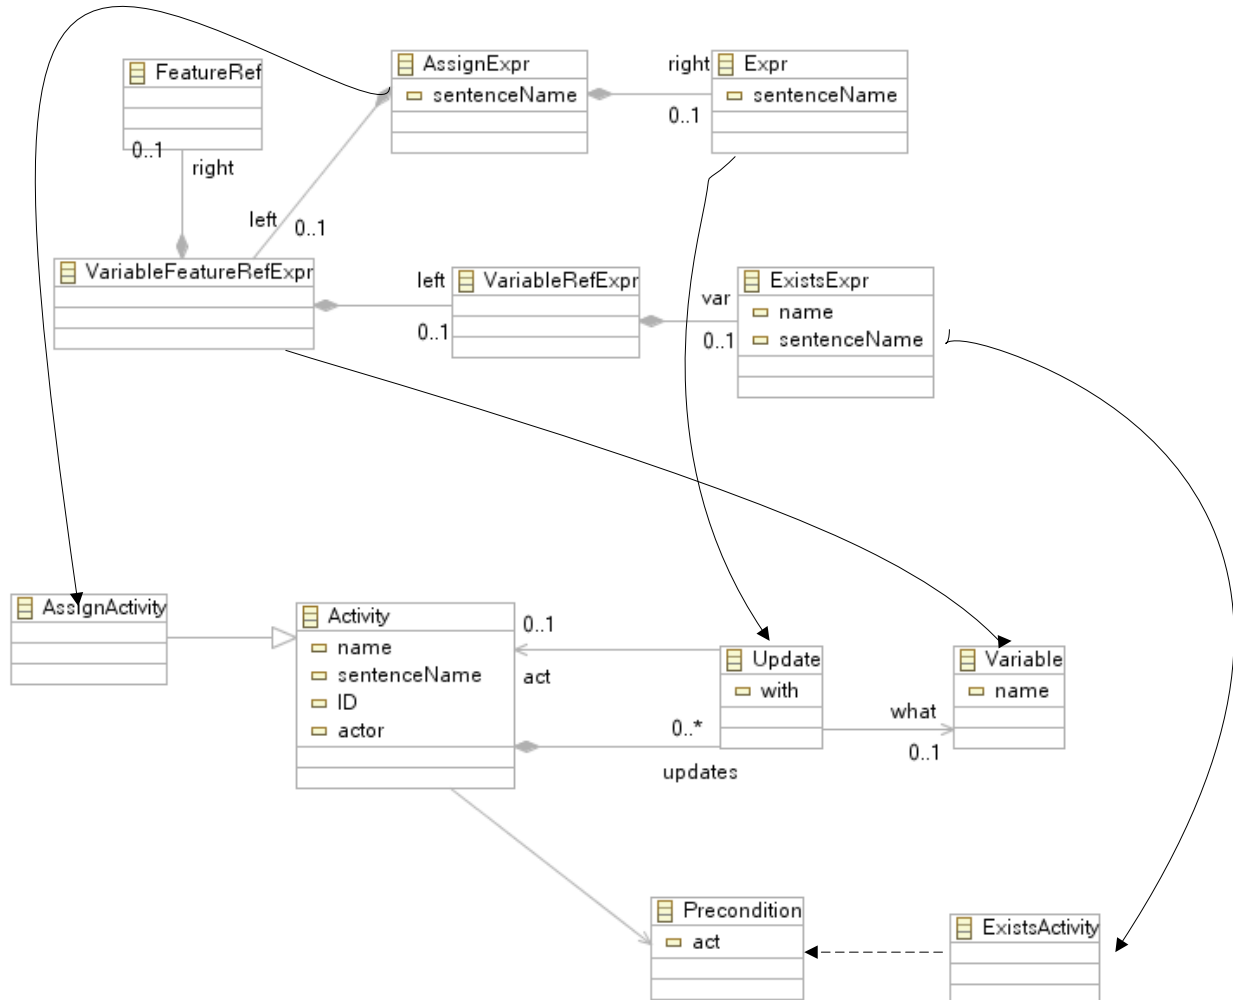 FeatureRef
0..1
right
AssignExpr
sentenceName
right
0..1
Expr
sentenceName
left
0..1
VariableFeatureRefExpr
left
0..1
VariableRefExpr
var
0..1
ExistsExpr
name
sentenceName
AssignActivity
Activity
name
sentenceName
ID
actor
0..1
act
0..*
updates
Update
with
what
0..1
Variable
name
Precondition
act
ExistsActivity